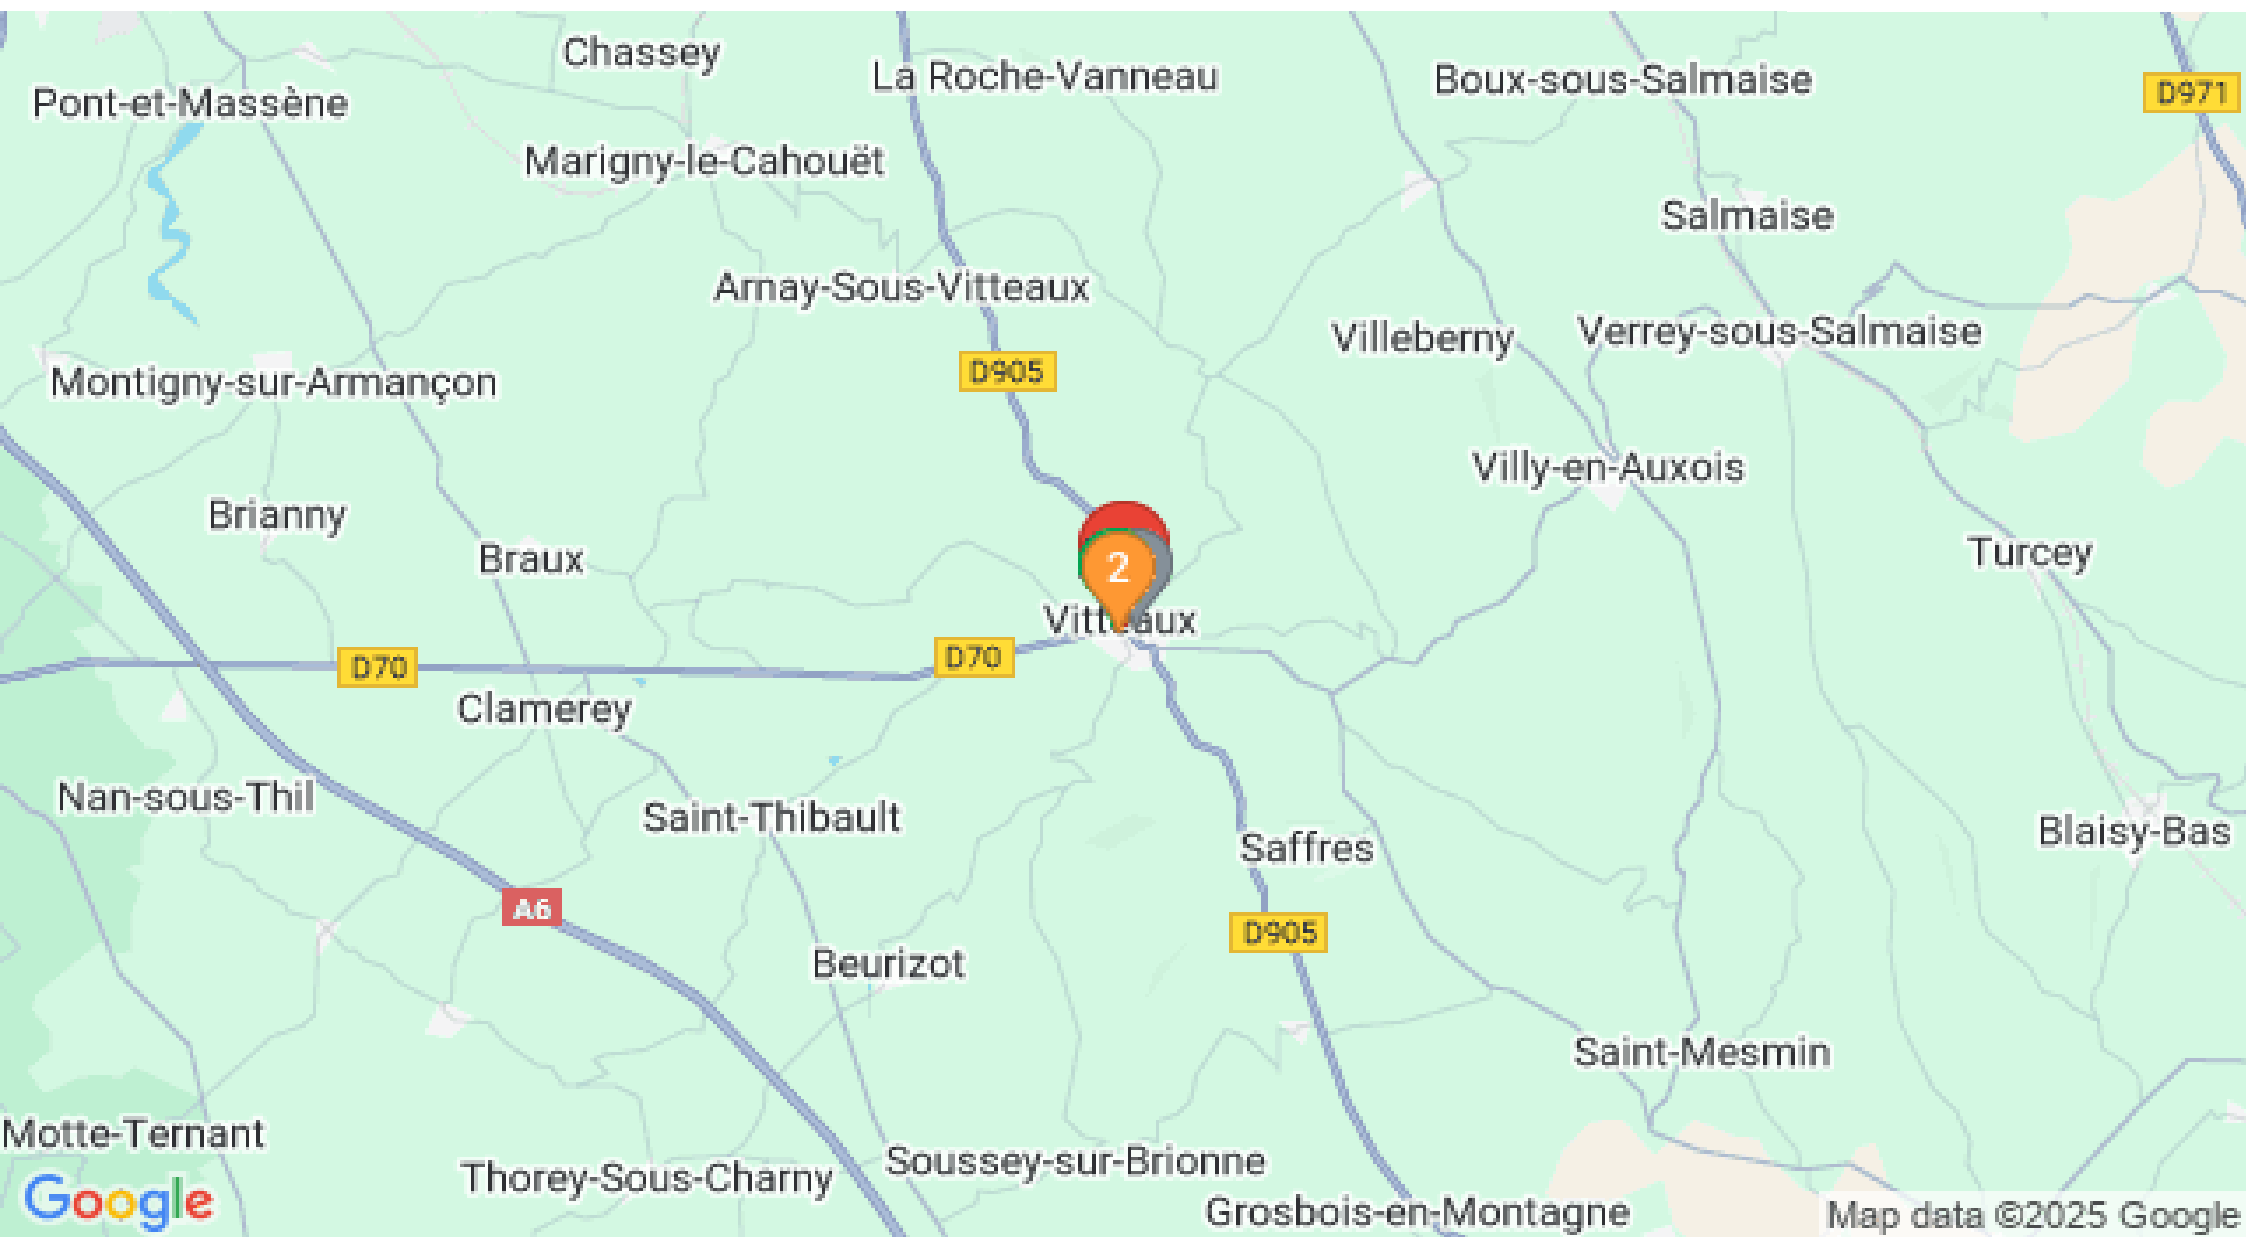 Chassey
La Roche-Vanneau
Boux-sous-Salmaise
D971
Pont-et-Massène
Marigny-le-Cahouët
Salmaise
Arnay-Sous-Vitteaux
Villeberny
Verrey-sous-Salmaise
D905
Montigny-sur-Armançon
Villy-en-Auxois
Brianny
Braux
Turcey
2
Vitteaux
D70
D70
Clamerey
Nan-sous-Thil
Saint-Thibault
Saffres
Blaisy-Bas
A6
D905
Beurizot
Saint-Mesmin
Motte-Ternant
Thorey-Sous-Charny
Soussey-sur-Brionne
Grosbois-en-Montagne
Google
Map data ©2025 Google